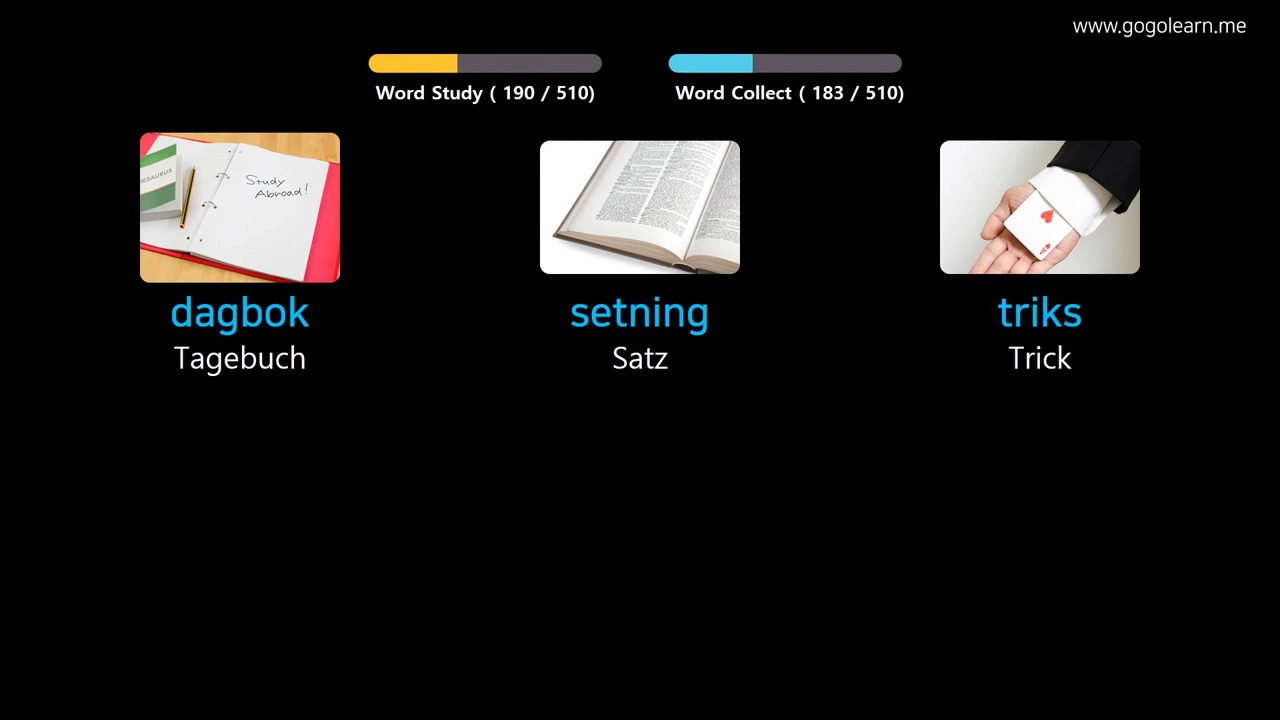 www.gogolearn.me
Word Study ( 190 / 510)
Word Collect ( 183 / 510)
ESAURUS
Study
Abroad!
A
dagbok
setning
triks
Tagebuch
Satz
Trick